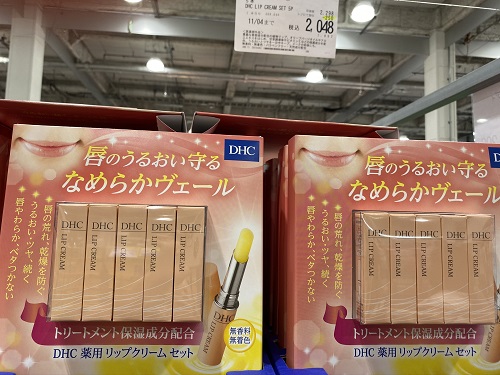 DHC LIP CREAM SET 5P
11/04まで
税込 2,048
DHC
唇のうるおい守る
なめらかヴェール
唇の荒れ、乾燥を防ぐ
うるおい・ツヤ、続く
唇やわらか、ベタつかない
DHC LIP CREAM
DHC LIP CREAM
DHC LIP CREAM
DHC LIP CREAM
DHC LIP CREAM
LIP CREAM
DHC
無香料
無着色
トリートメント保湿成分配合
DHC 薬用 リップクリーム セット
唇のうるおい守る
なめらかヴェール
唇の荒れ、乾燥を防ぐ
うるおい・ツヤ、続く
唇やわらか、ベタつかない
DHC LIP CREAM
DHC LIP CREAM
DHC LIP CREAM
DHC LIP CREAM
DHC LIP CREAM
トリートメント保湿成分配合
DHC 薬用 リップクリーム セット